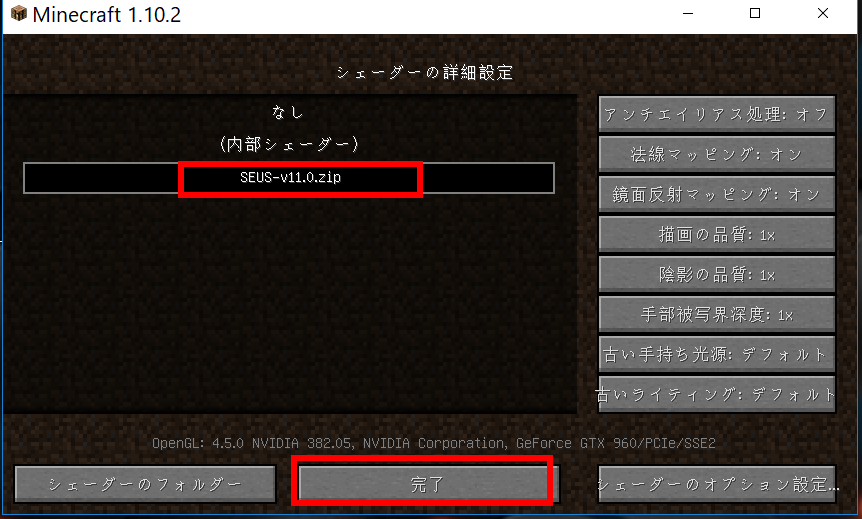 Minecraft 1.10.2
シェーダーの詳細設定
なし
(内部シェーダー)
SEUS-v11.0.zip
アンチエイリアス処理: オフ
法線マッピング: オン
鏡面反射マッピング: オン
描画の品質: 1x
陰影の品質: 1x
手部被写界深度: 1x
古い手持ち光源: デフォルト
古いライティング: デフォルト
OpenGL: 4.5.0 NVIDIA 382.05, NVIDIA Corporation, GeForce GTX 960/PCIe/SSE2
シェーダーのフォルダー
完了
シェーダーのオプション設定...